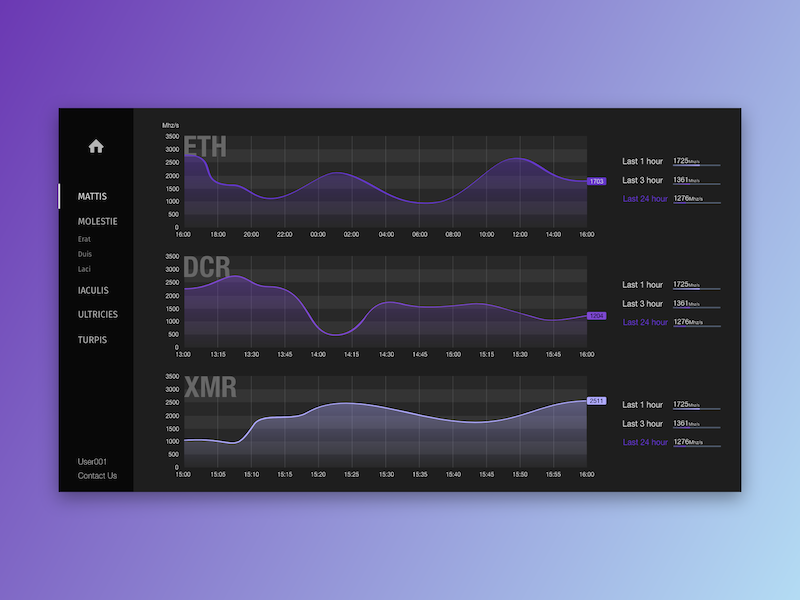 MATTIS
MOLESTIE
Erat
Duis
Laci
IACULIS
ULTRICIES
TURPIS
User001
Contact Us
Mhz/s
ETH
3500
3000
2500
2000
1500
1000
500
0
16:00 18:00 20:00 22:00 00:00 02:00 04:00 06:00 08:00 10:00 12:00 14:00 16:00
1703
Last 1 hour 1725Mhz/s
Last 3 hour 1361Mhz/s
Last 24 hour 1276Mhz/s
DCR
3500
3000
2500
2000
1500
1000
500
0
13:00 13:15 13:30 13:45 14:00 14:15 14:30 14:45 15:00 15:15 15:30 15:45 16:00
1204
Last 1 hour 1725Mhz/s
Last 3 hour 1361Mhz/s
Last 24 hour 1276Mhz/s
XMR
3500
3000
2500
2000
1500
1000
500
0
15:00 15:05 15:10 15:15 15:20 15:25 15:30 15:35 15:40 15:45 15:50 15:55 16:00
2511
Last 1 hour 1725Mhz/s
Last 3 hour 1361Mhz/s
Last 24 hour 1276Mhz/s